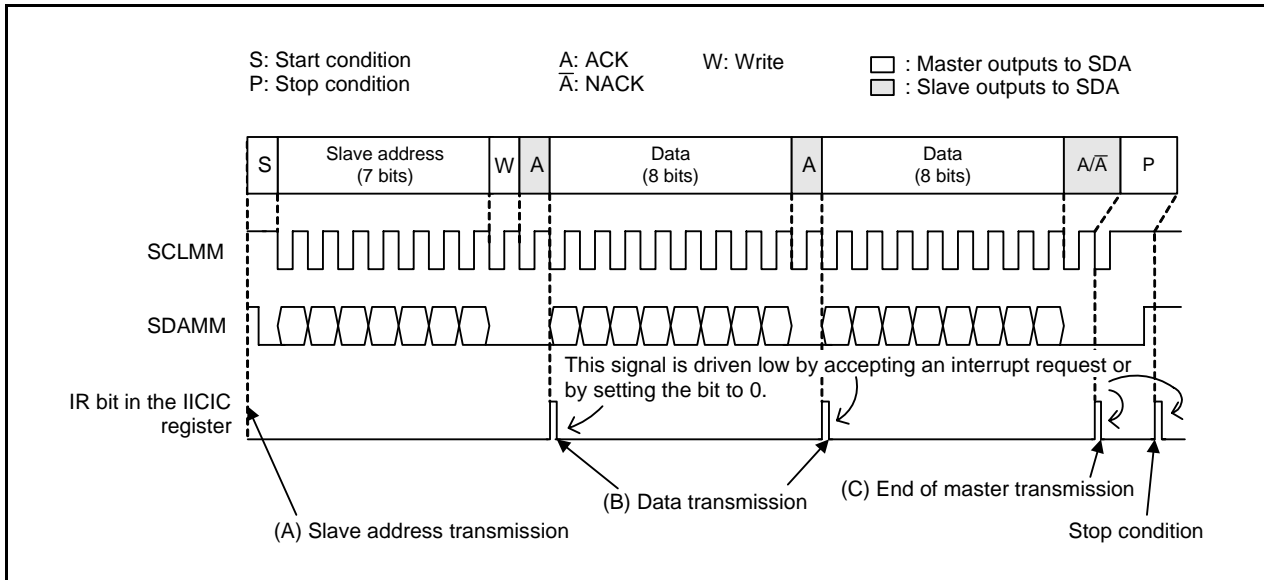 S: Start condition
P: Stop condition
A: ACK
A̅: NACK
W: Write
: Master outputs to SDA
: Slave outputs to SDA
S
Slave address
(7 bits)
W
A
Data
(8 bits)
A
Data
(8 bits)
A/A̅
P
SCLMM
SDAMM
This signal is driven low by accepting an interrupt request or
by setting the bit to 0.
IR bit in the IICIC
register
(A) Slave address transmission
(B) Data transmission
(C) End of master transmission
Stop condition